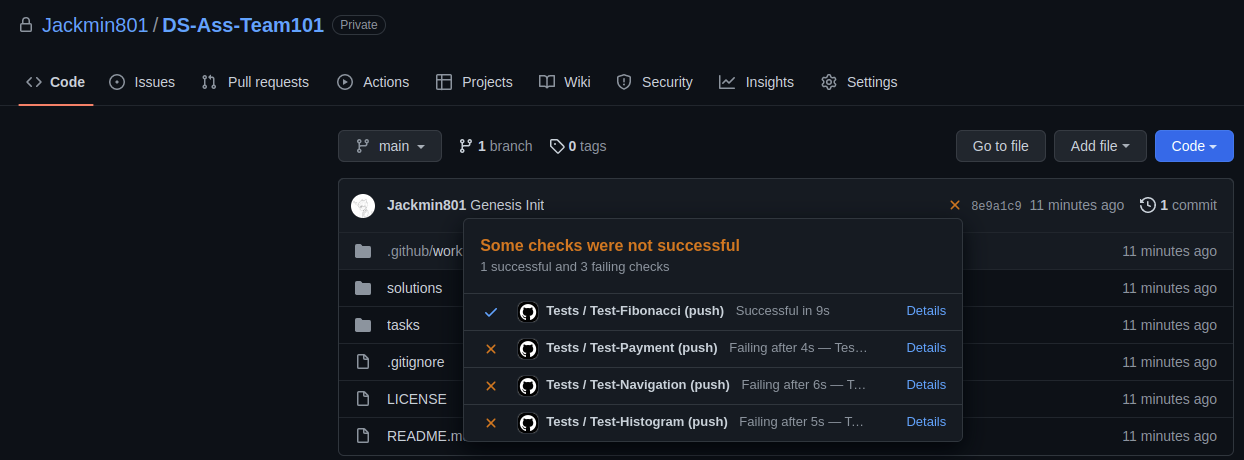 Jackmin801 / DS-Ass-Team101 Private
Code Issues Pull requests Actions Projects Wiki Security Insights Settings
main 1 branch 0 tags Go to file Add file Code
Jackmin801 Genesis Init 8e9a1c9 11 minutes ago 1 commit
Some checks were not successful
1 successful and 3 failing checks
.github/work 11 minutes ago
solutions 11 minutes ago
Tests / Test-Fibonacci (push) Successful in 9s Details
tasks 11 minutes ago
Tests / Test-Payment (push) Failing after 4s — Tes… Details
.gitignore 11 minutes ago
Tests / Test-Navigation (push) Failing after 6s — T… Details
LICENSE 11 minutes ago
Tests / Test-Histogram (push) Failing after 5s — T… Details
README.m 11 minutes ago